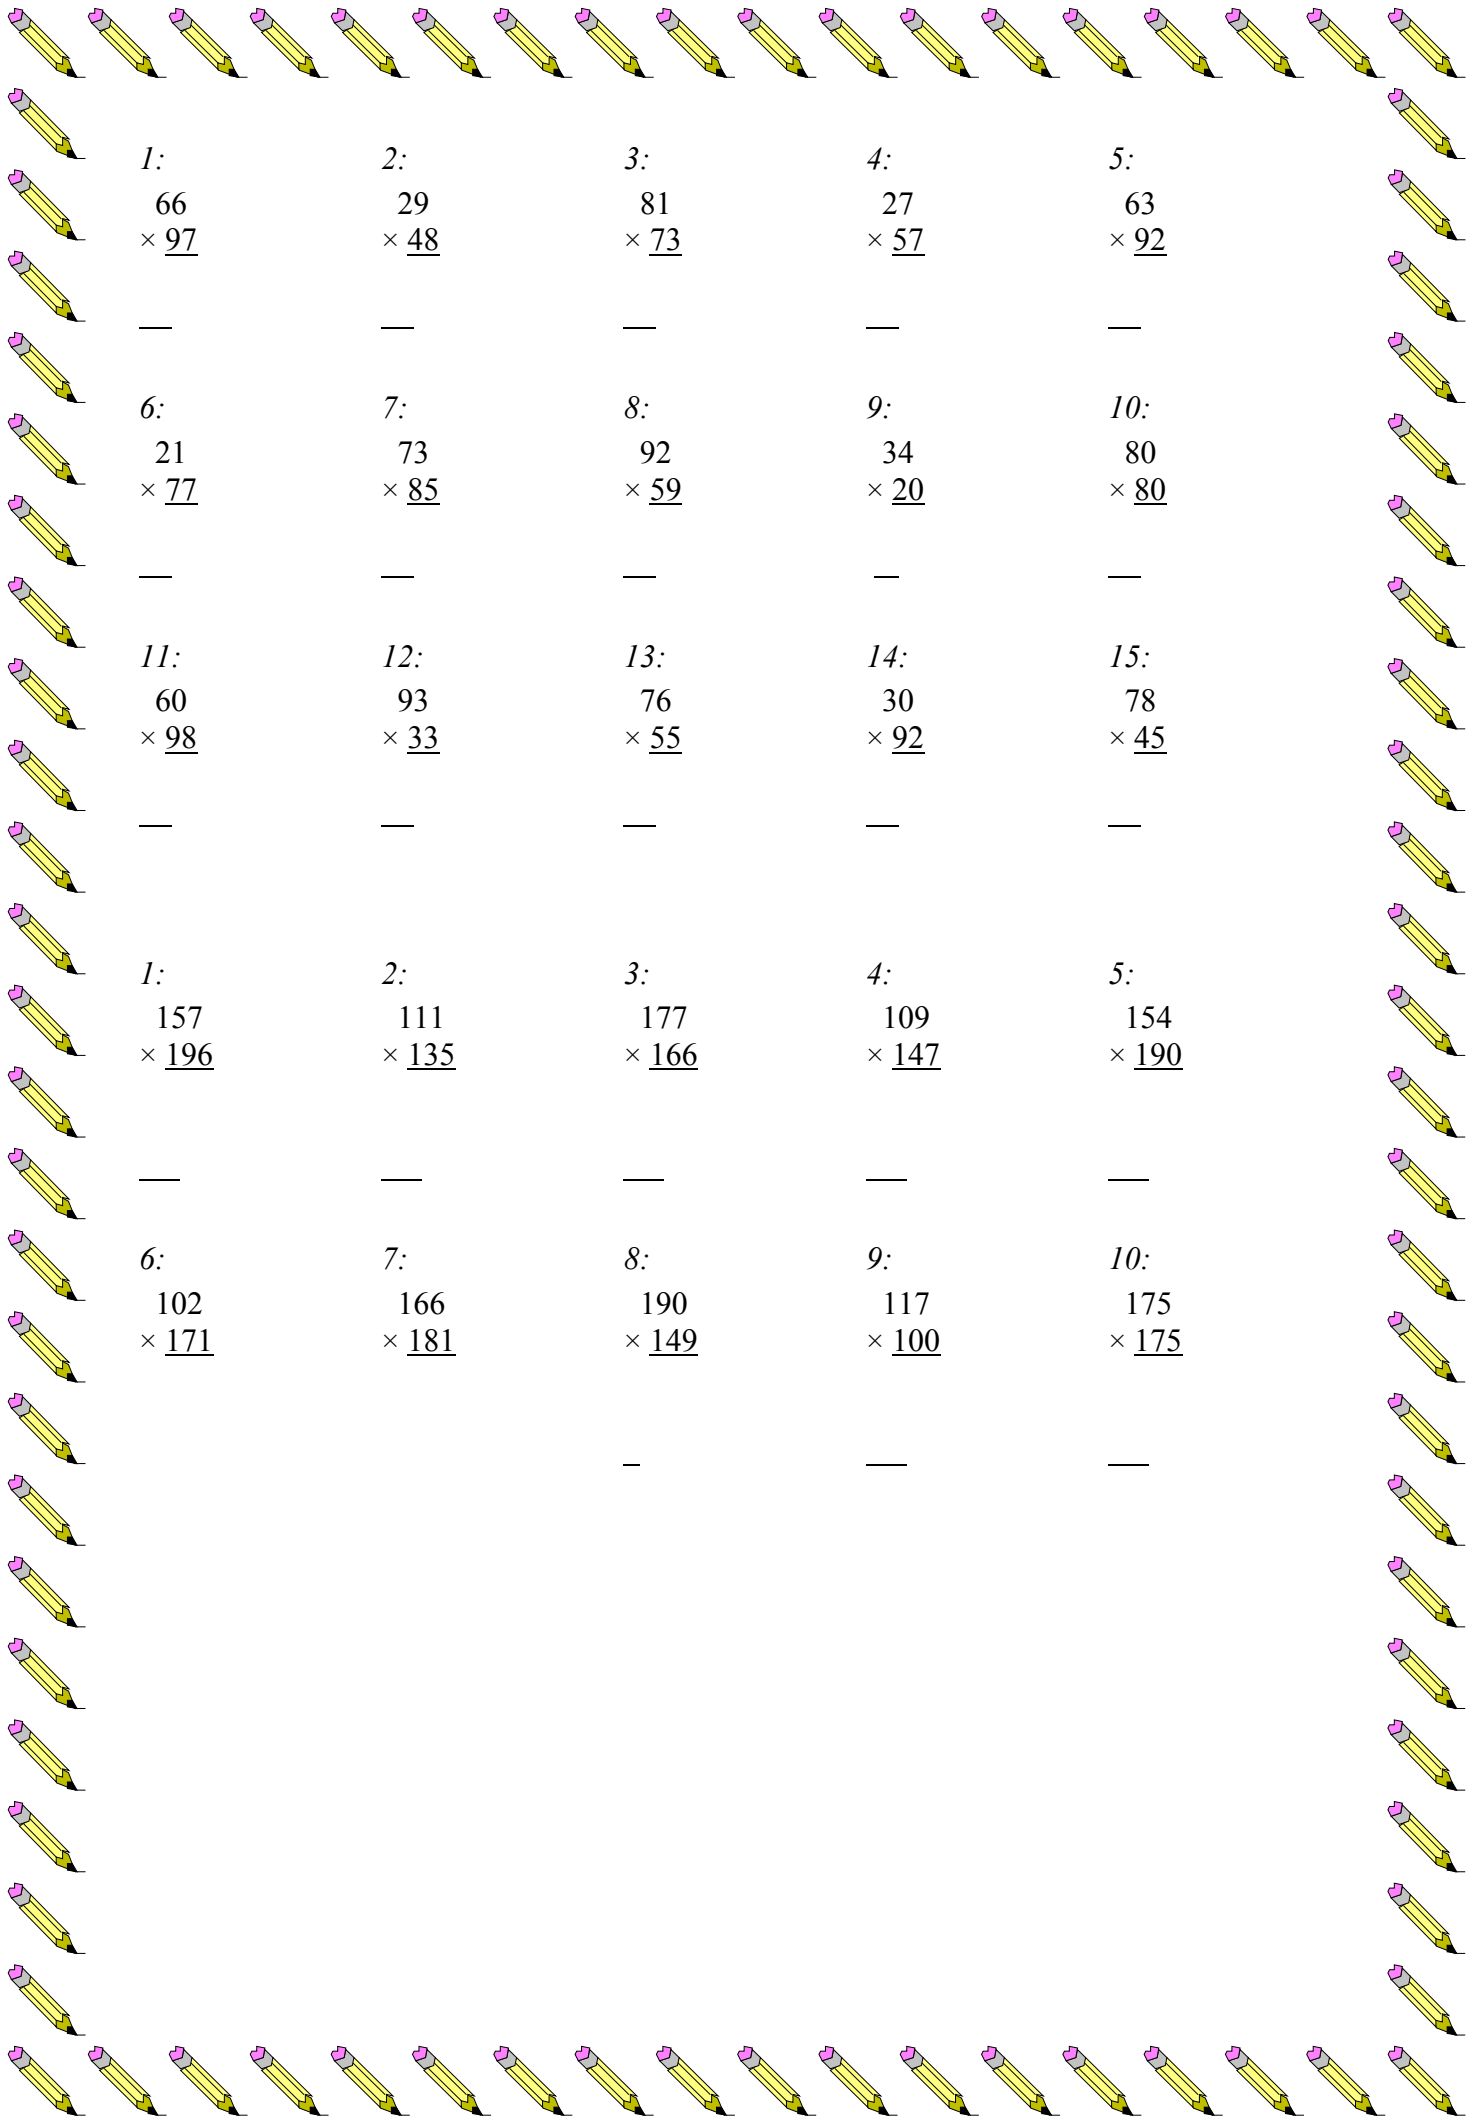 1: 2: 3: 4: 5:
66 29 81 27 63
× 97 × 48 × 73 × 57 × 92
6: 7: 8: 9: 10:
21 73 92 34 80
× 77 × 85 × 59 × 20 × 80
11: 12: 13: 14: 15:
60 93 76 30 78
× 98 × 33 × 55 × 92 × 45
1: 2: 3: 4: 5:
157 111 177 109 154
× 196 × 135 × 166 × 147 × 190
6: 7: 8: 9: 10:
102 166 190 117 175
× 171 × 181 × 149 × 100 × 175